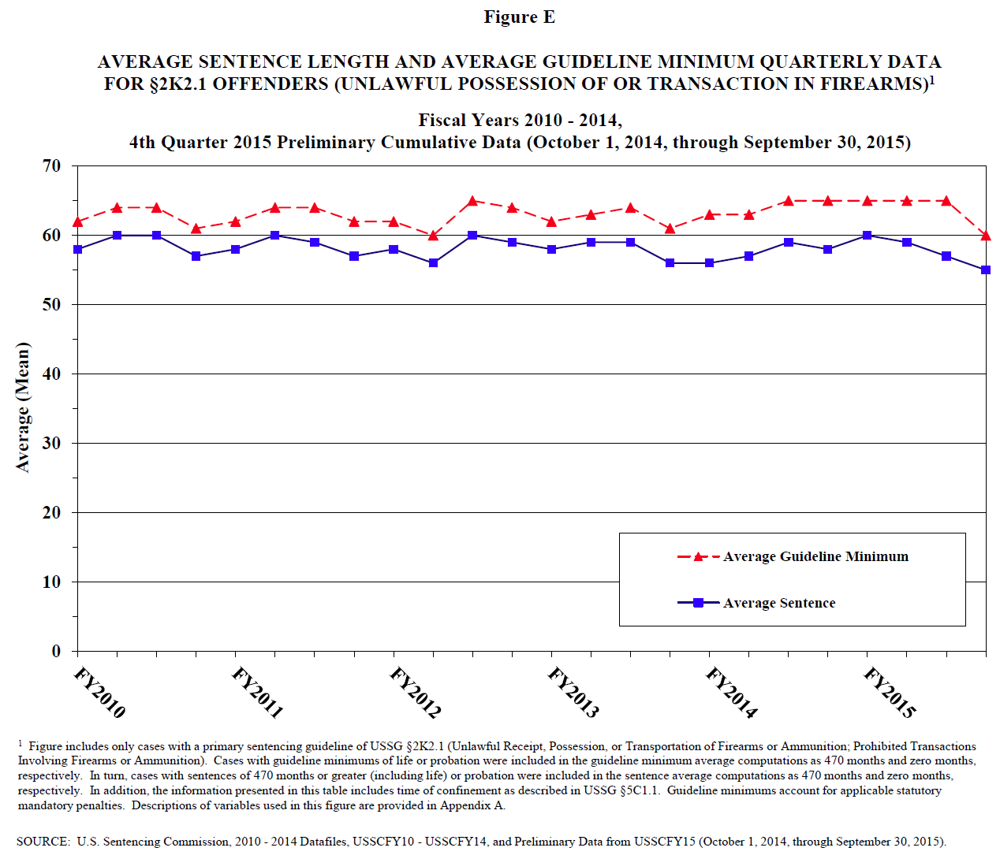 Figure E
AVERAGE SENTENCE LENGTH AND AVERAGE GUIDELINE MINIMUM QUARTERLY DATA
FOR §2K2.1 OFFENDERS (UNLAWFUL POSSESSION OF OR TRANSACTION IN FIREARMS)1
Fiscal Years 2010 - 2014,
4th Quarter 2015 Preliminary Cumulative Data (October 1, 2014, through September 30, 2015)
70
60
50
40
30
20
10
0
Average (Mean)
Average Guideline Minimum
Average Sentence
FY2010
FY2011
FY2012
FY2013
FY2014
FY2015
1 Figure includes only cases with a primary sentencing guideline of USSG §2K2.1 (Unlawful Receipt, Possession, or Transportation of Firearms or Ammunition; Prohibited Transactions
Involving Firearms or Ammunition). Cases with guideline minimums of life or probation were included in the guideline minimum average computations as 470 months and zero months,
respectively. In turn, cases with sentences of 470 months or greater (including life) or probation were included in the sentence average computations as 470 months and zero months,
respectively. In addition, the information presented in this table includes time of confinement as described in USSG §5C1.1. Guideline minimums account for applicable statutory
mandatory penalties. Descriptions of variables used in this figure are provided in Appendix A.
SOURCE: U.S. Sentencing Commission, 2010 - 2014 Datafiles, USSCFY10 - USSCFY14, and Preliminary Data from USSCFY15 (October 1, 2014, through September 30, 2015).